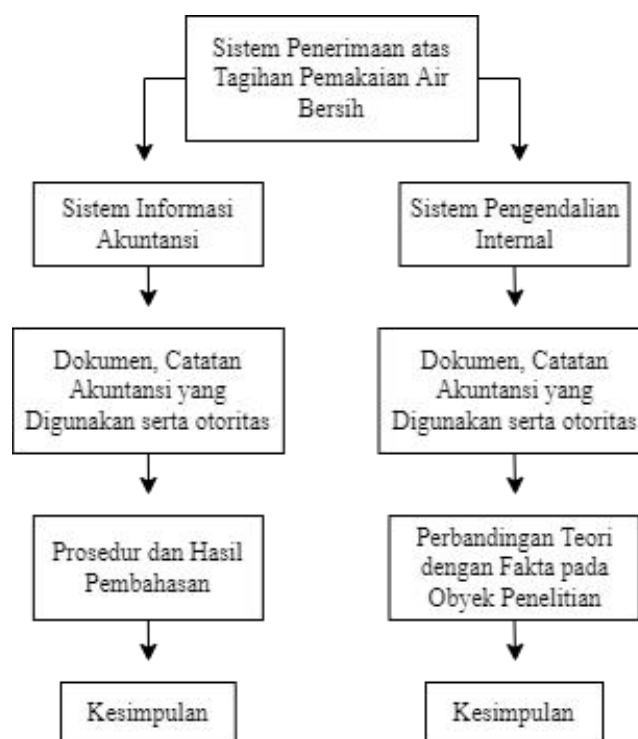 Sistem Penerimaan atas
Tagihan Pemakaian Air
Bersih
Sistem Informasi
Akuntansi
Sistem Pengendalian
Internal
Dokumen, Catatan
Akuntansi yang
Digunakan serta otoritas
Dokumen, Catatan
Akuntansi yang
Digunakan serta otoritas
Prosedur dan Hasil
Pembahasan
Perbandingan Teori
dengan Fakta pada
Obyek Penelitian
Kesimpulan
Kesimpulan